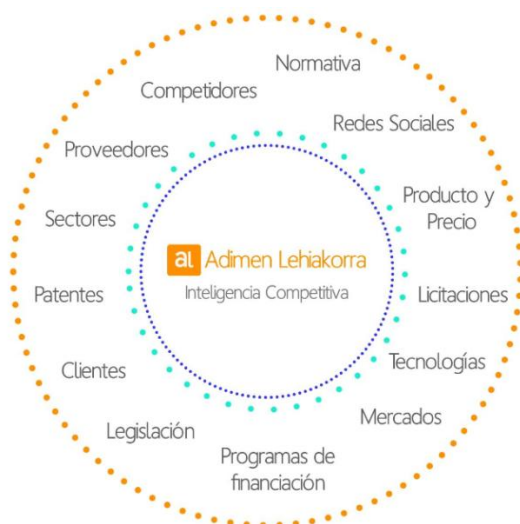 Normativa
Competidores
Redes Sociales
Proveedores
Producto y
Precio
Sectores
al Adimen Lehiakorra
Inteligencia Competitiva
Patentes
Licitaciones
Tecnologías
Clientes
Mercados
Legislación
Programas de
financiación